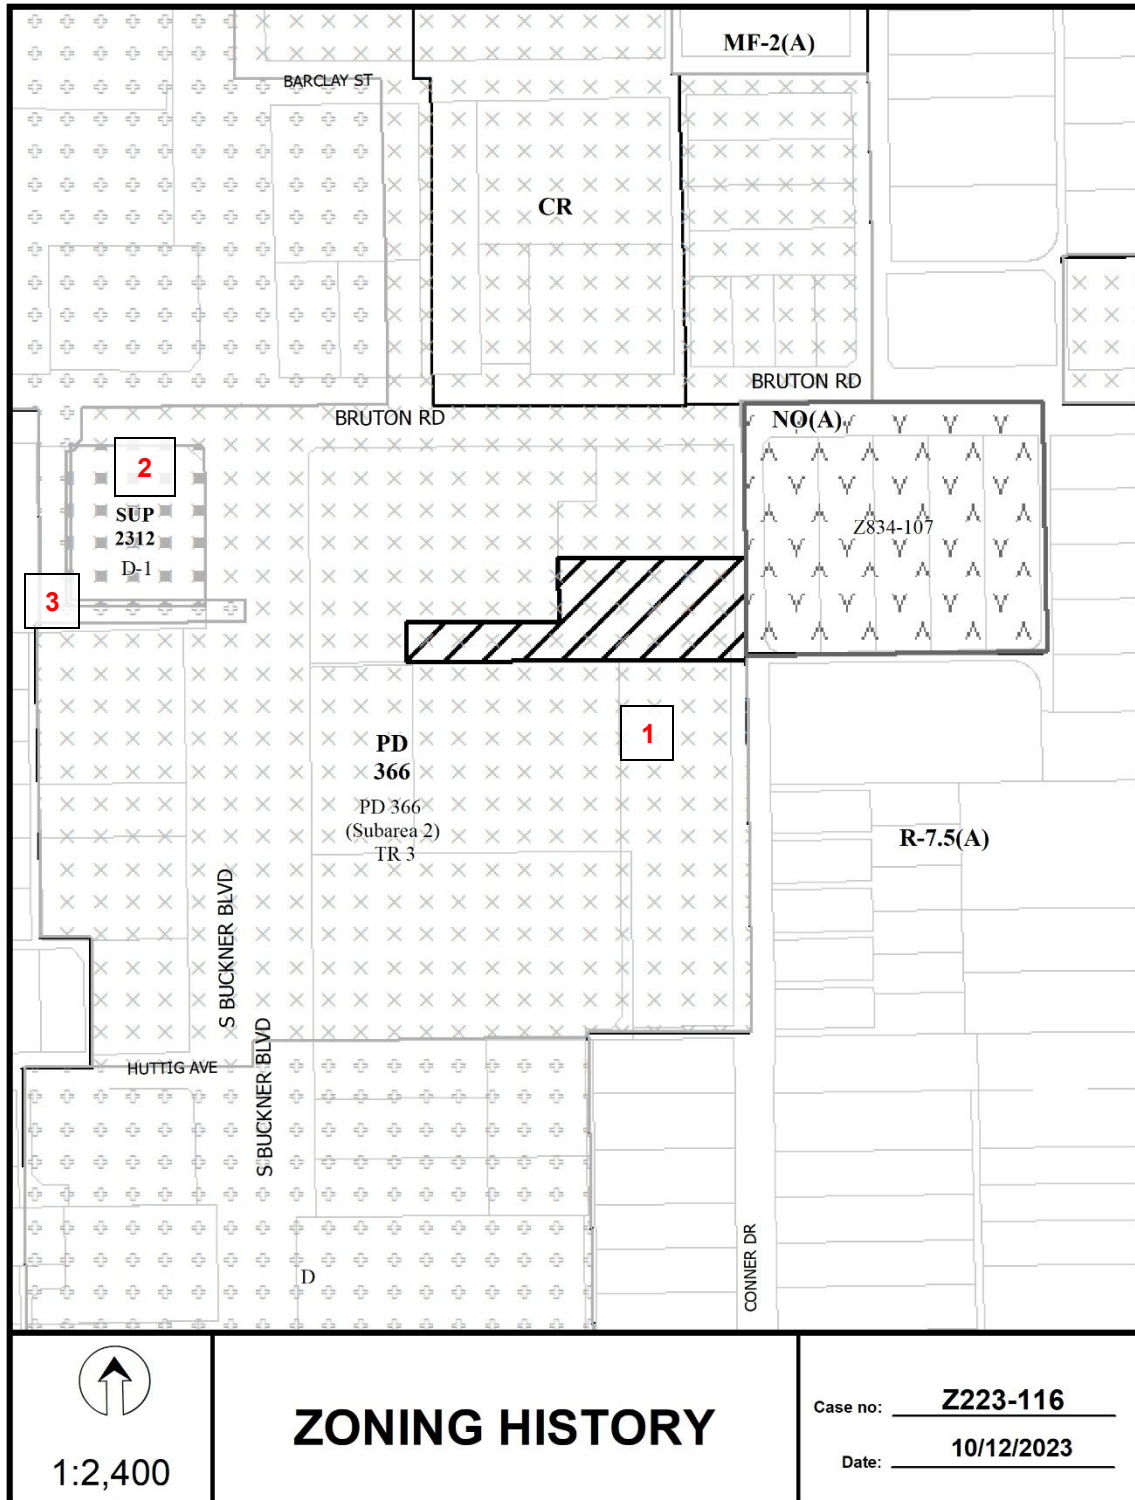 MF-2(A)
BARCLAY ST
CR
BRUTON RD
BRUTON RD
NO(A)
2
SUP
2312
D-1
Z834-107
3
1
PD
366
PD 366
(Subarea 2)
TR 3
R-7.5(A)
S BUCKNER BLVD
S BUCKNER BLVD
HUTTIG AVE
D
CONNER DR
1:2,400
ZONING HISTORY
Case no: Z223-116
Date: 10/12/2023